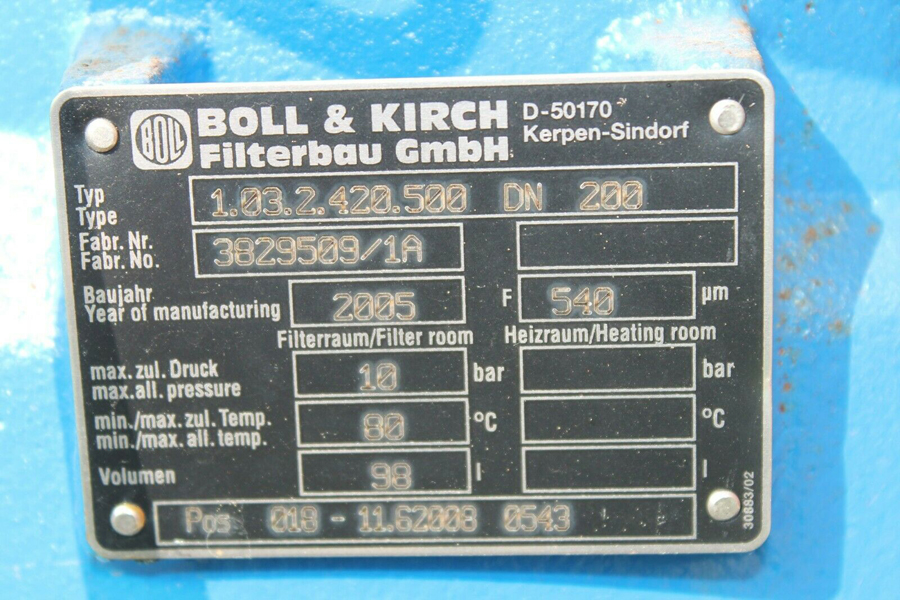 BOLL
BOLL & KIRCH
Filterbau GmbH
D-50170
Kerpen-Sindorf
Typ
Type
1.03.2.420.500 DN 200
Fabr. Nr.
Fabr. No.
3829509/1A
Baujahr
Year of manufacturing
2005
F 540 µm
Filterraum/Filter room
Heizraum/Heating room
max. zul. Druck
max. all. pressure
10 bar
bar
min./max. zul. Temp.
min./max. all. temp.
80 °C
°C
Volumen
98 l
l
Pos 018 - 11.62008 0543
30883/02